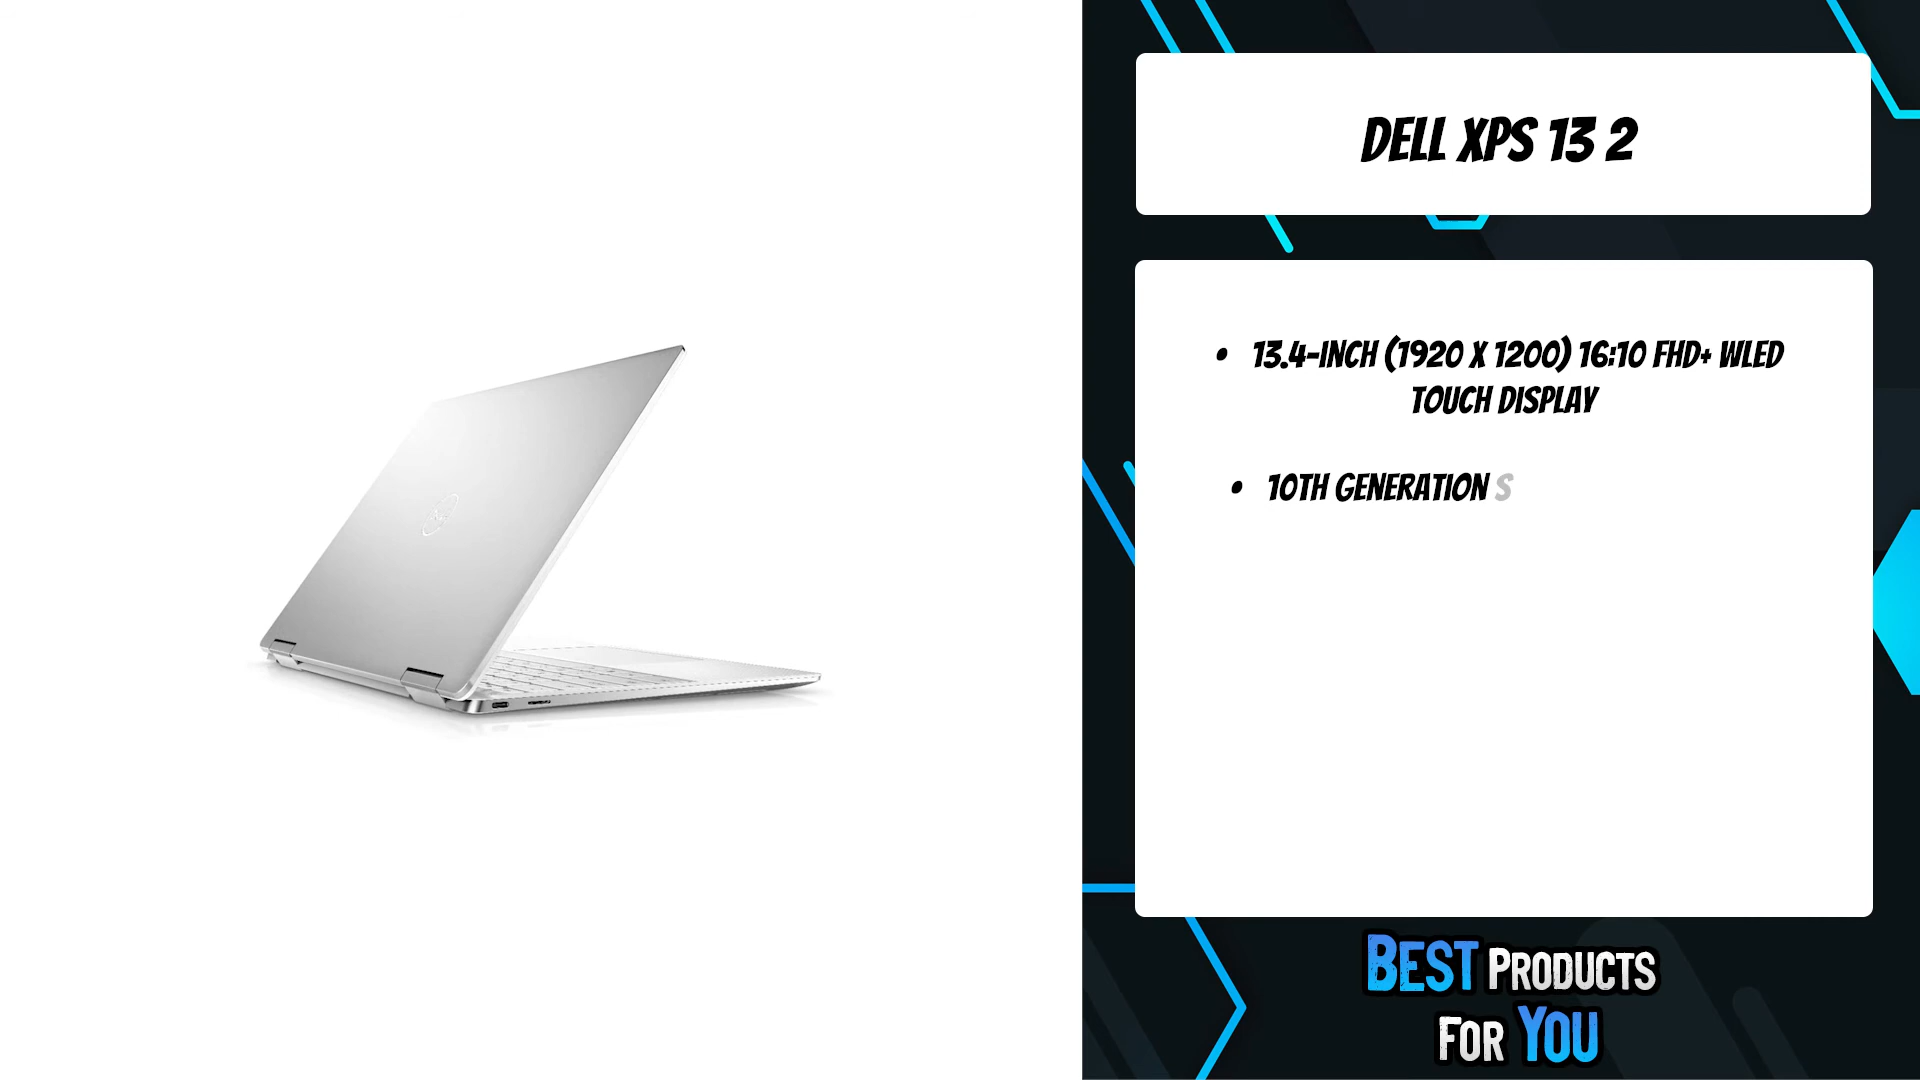 DELL XPS 13 2
• 13.4-INCH (1920 X 1200) 16:10 FHD+ WLED
TOUCH DISPLAY
• 10TH GENERATION S
BEST PRODUCTS
FOR YOU